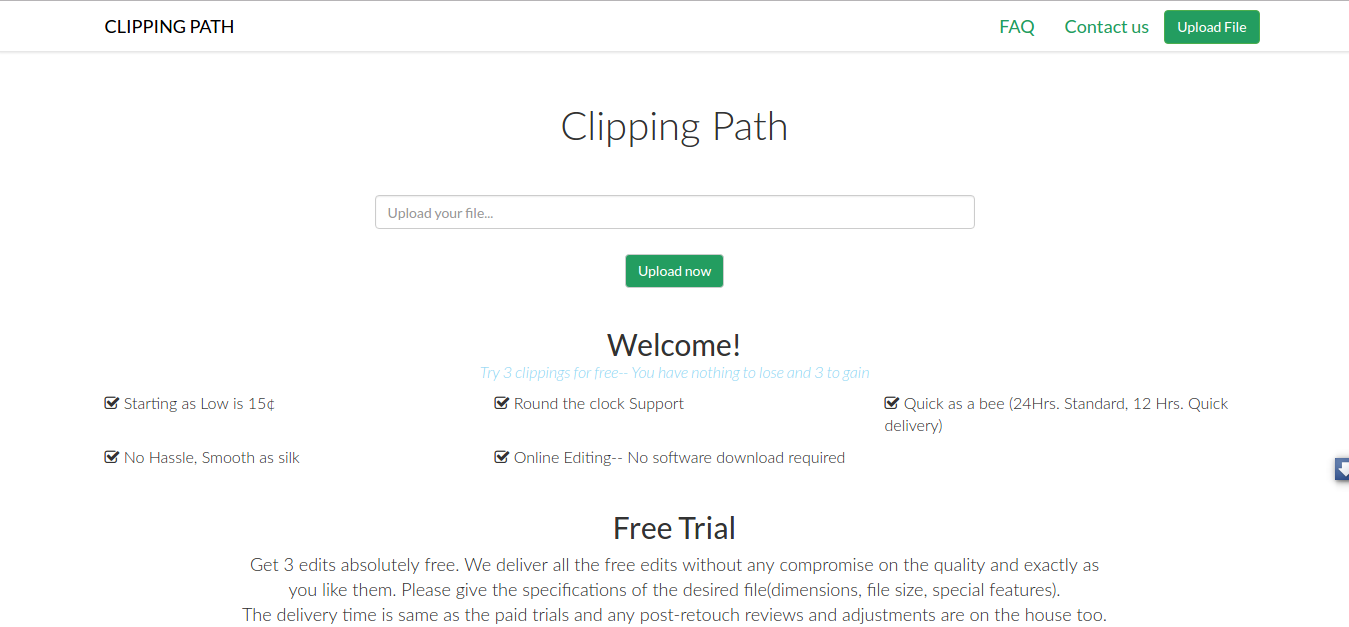 CLIPPING PATH
FAQ
Contact us
Upload File
Clipping Path
Upload your file...
Upload now
Welcome!
Try 3 clippings for free-- You have nothing to lose and 3 to gain
Starting as Low is 15¢
Round the clock Support
Quick as a bee (24Hrs. Standard, 12 Hrs. Quick
delivery)
No Hassle, Smooth as silk
Online Editing-- No software download required
Free Trial
Get 3 edits absolutely free. We deliver all the free edits without any compromise on the quality and exactly as
you like them. Please give the specifications of the desired file(dimensions, file size, special features).
The delivery time is same as the paid trials and any post-retouch reviews and adjustments are on the house too.